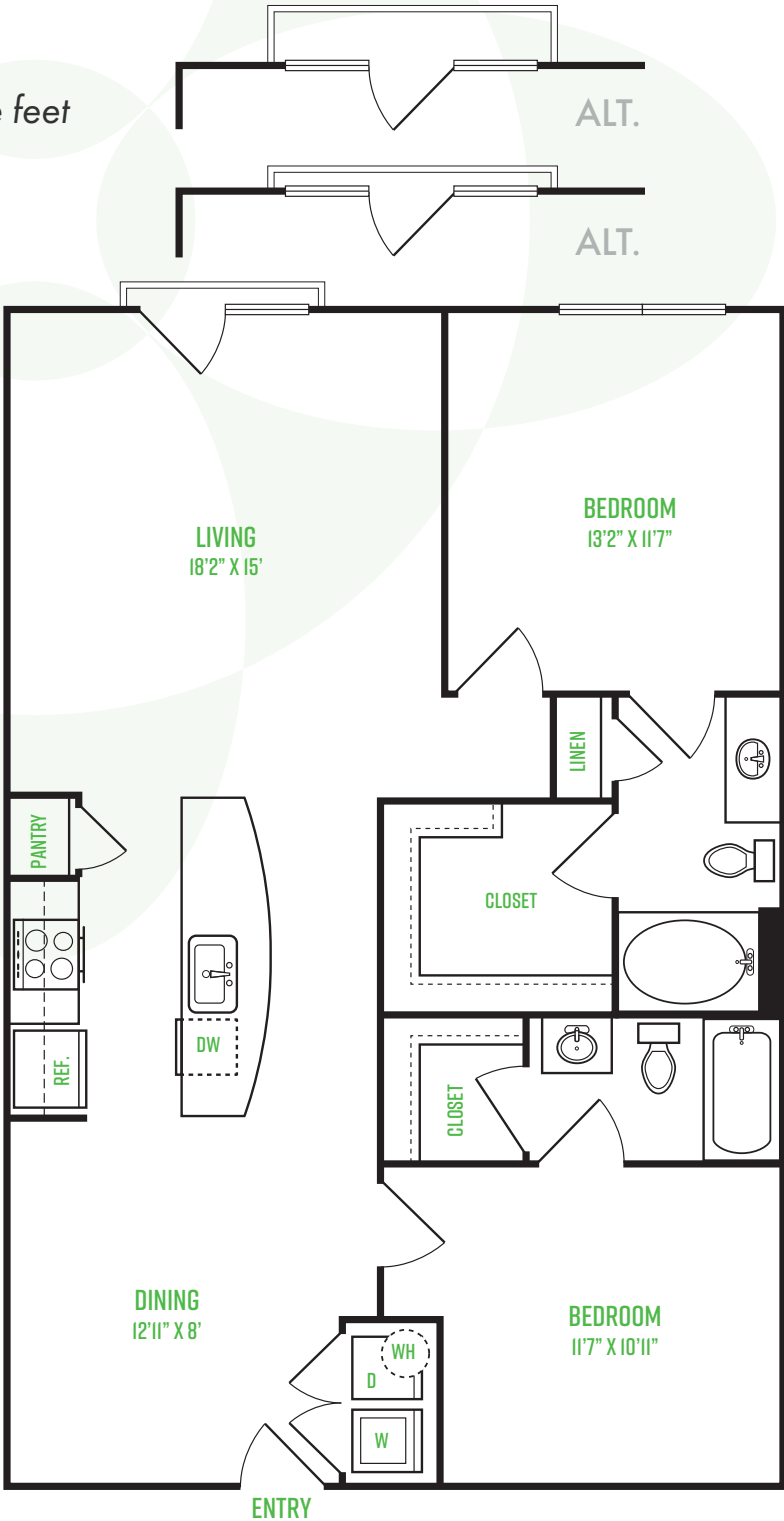 feet
ALT.
ALT.
LIVING
18’2” X 15’
BEDROOM
13’2” X 11’7”
LINEN
PANTRY
CLOSET
DW
REF.
CLOSET
DINING
12’11” X 8’
BEDROOM
11’7” X 10’11”
WH
D
W
ENTRY